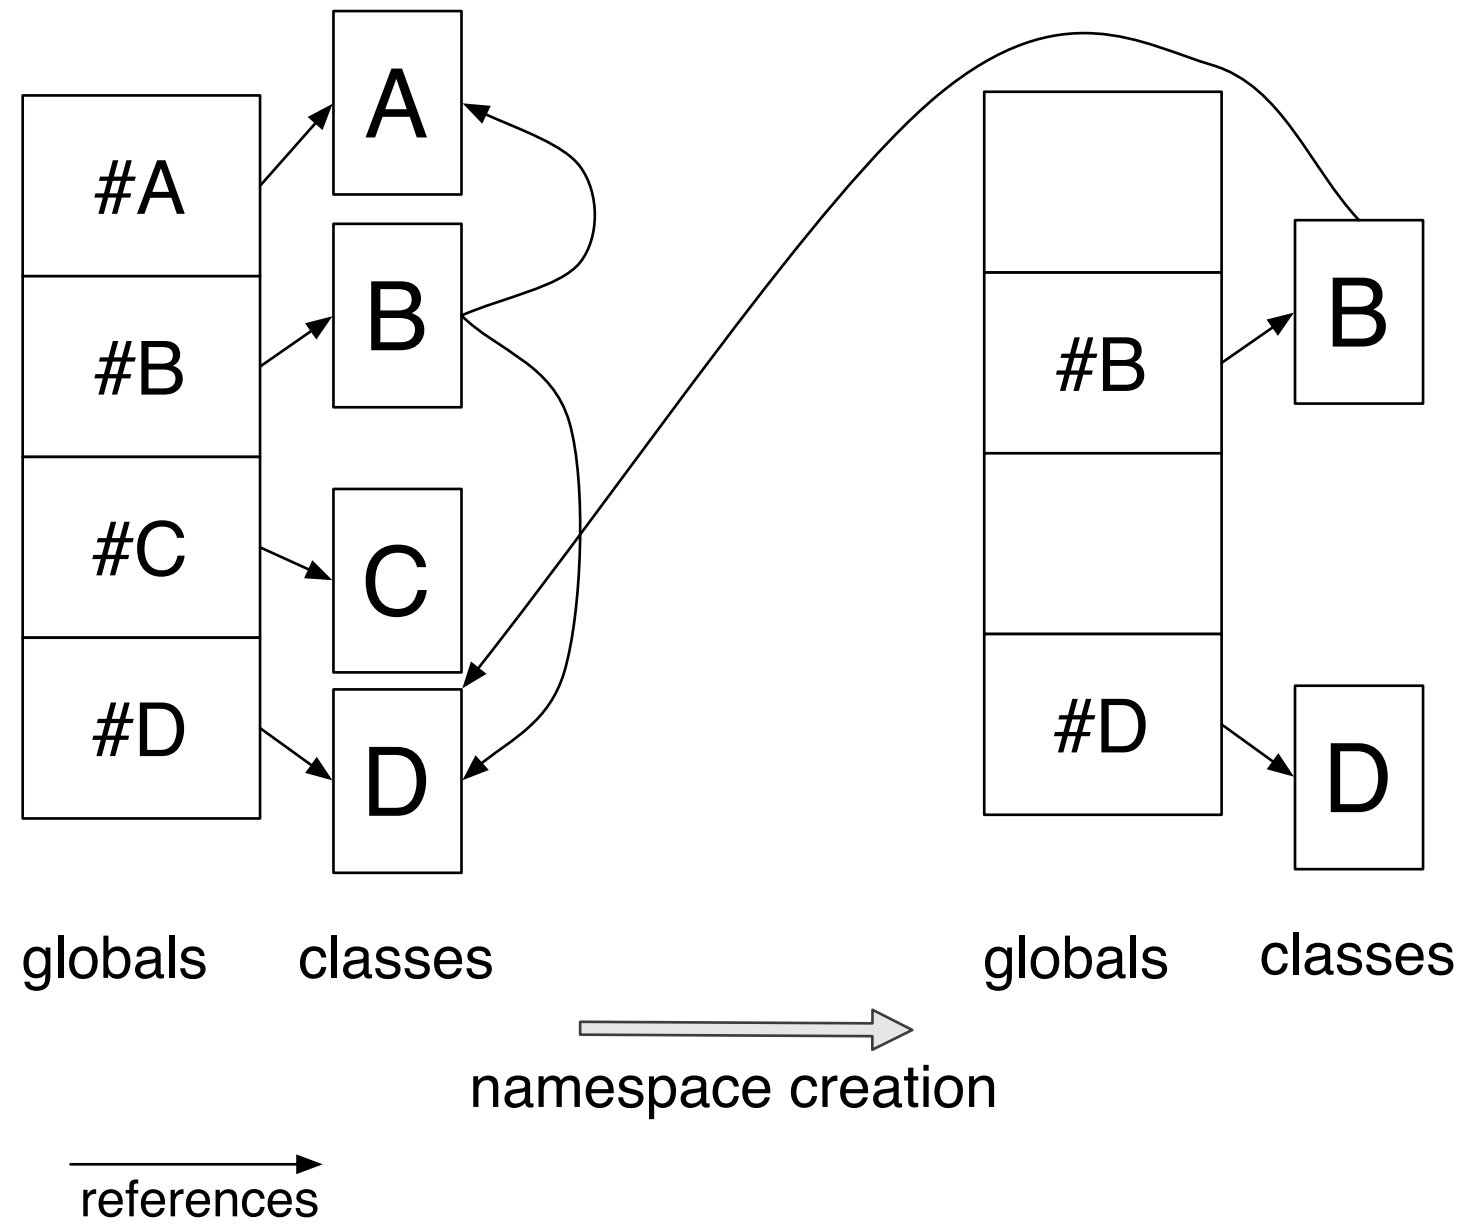 A
#A
B
#B
C
#C
D
#D
globals
classes
B
#B
D
#D
globals
classes
namespace creation
references